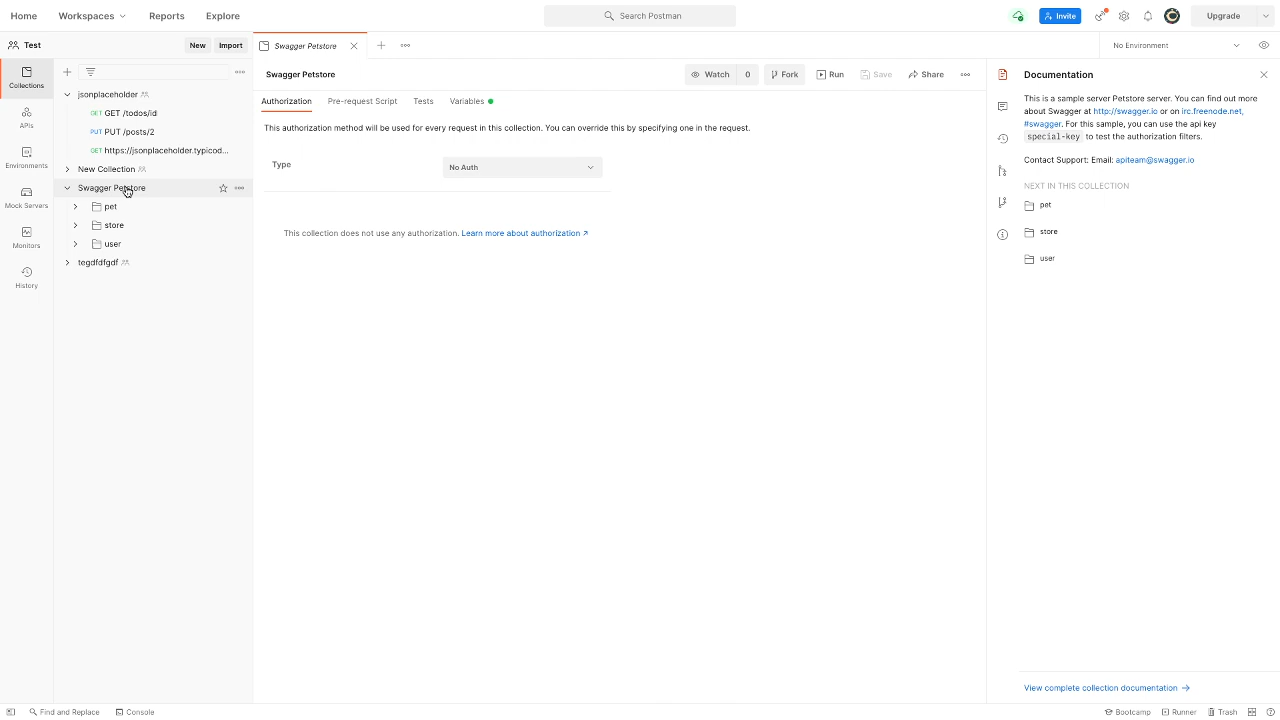 Home
Workspaces
Reports
Explore
Search Postman
Invite
Upgrade
Test
New
Import
Swagger Petstore
No Environment
Collections
APIs
Environments
Mock Servers
Monitors
History
jsonplaceholder
GET GET /todos/id
PUT PUT /posts/2
GET https://jsonplaceholder.typicod...
New Collection
Swagger Petstore
pet
store
user
tegdfdfgdf
Swagger Petstore
Watch 0
Fork
Run
Save
Share
Authorization
Pre-request Script
Tests
Variables
This authorization method will be used for every request in this collection. You can override this by specifying one in the request.
Type
No Auth
This collection does not use any authorization. Learn more about authorization ↗
Documentation
This is a sample server Petstore server. You can find out more
about Swagger at http://swagger.io or on irc.freenode.net,
#swagger. For this sample, you can use the api key
special-key to test the authorization filters.
Contact Support: Email: apiteam@swagger.io
NEXT IN THIS COLLECTION
pet
store
user
View complete collection documentation →
Find and Replace
Console
Bootcamp
Runner
Trash